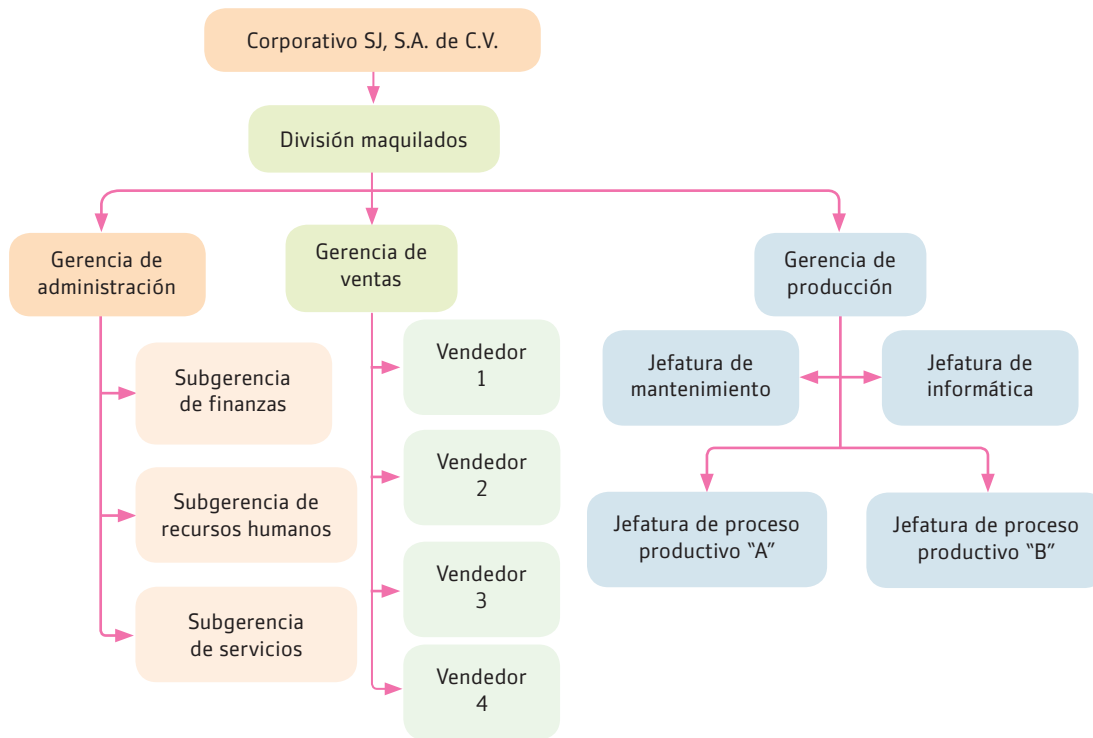 Corporativo SJ, S.A. de C.V.
División maquilados
Gerencia de
administración
Gerencia de
ventas
Gerencia de
producción
Subgerencia
de finanzas
Subgerencia de
recursos humanos
Subgerencia
de servicios
Vendedor
1
Vendedor
2
Vendedor
3
Vendedor
4
Jefatura de
mantenimiento
Jefatura de
informática
Jefatura de proceso
productivo “A”
Jefatura de proceso
productivo “B”